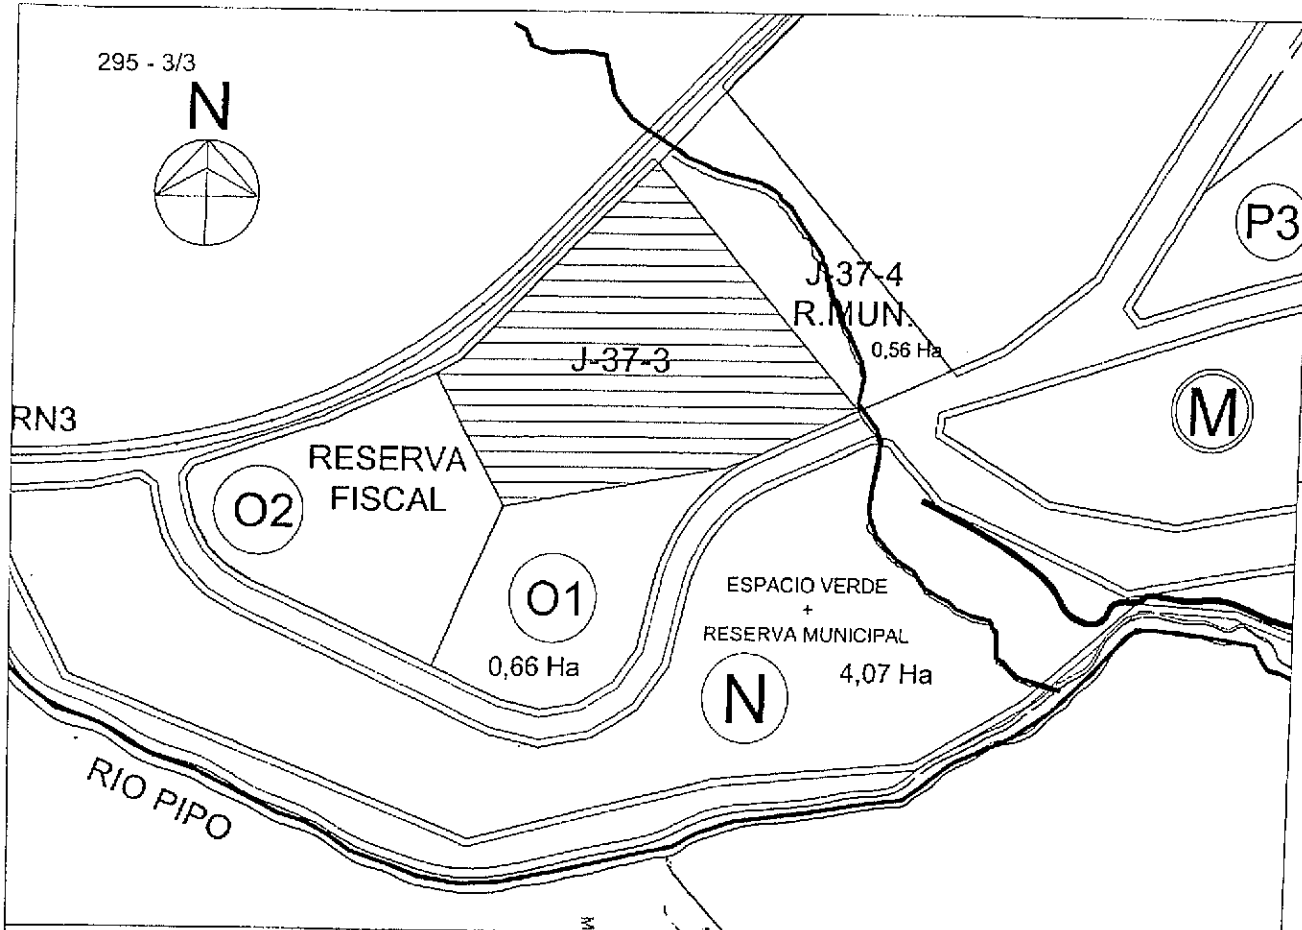 295 - 3/3
N
P3
J-37-4
R.MUN.
0,56 Ha
J-37-3
RN3
M
RESERVA
FISCAL
O2
O1
0,66 Ha
ESPACIO VERDE
+
RESERVA MUNICIPAL
4,07 Ha
N
RIO PIPO
M